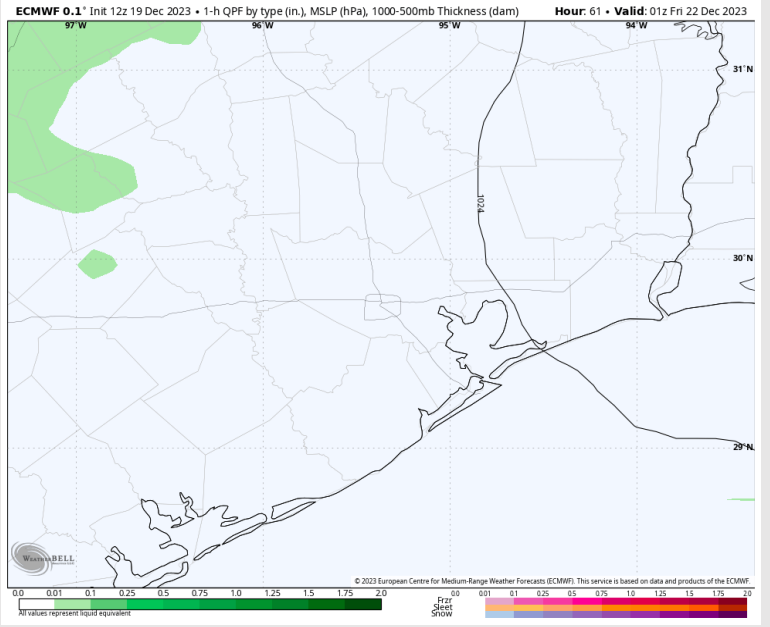 ECMWF 0.1° Init 12z 19 Dec 2023 • 1-h QPF by type (in.), MSLP (hPa), 1000-500mb Thickness (dam) Hour: 61 • Valid: 01z Fri 22 Dec 2023
97°W 96°W 95°W 94°W
31°N
1024
30°N
29°N
WEATHERBELL
© 2023 European Centre for Medium-Range Weather Forecasts (ECMWF). This service is based on data and products of the ECMWF.
0.0 0.01 0.1 0.25 0.5 0.75 1.0 1.25 1.5 1.75 2.0
All values represent liquid equivalent
0.0 0.01 0.1 0.25 0.5 0.75 1.0 1.25 1.5 1.75 2.0
Frzr
Sleet
Snow